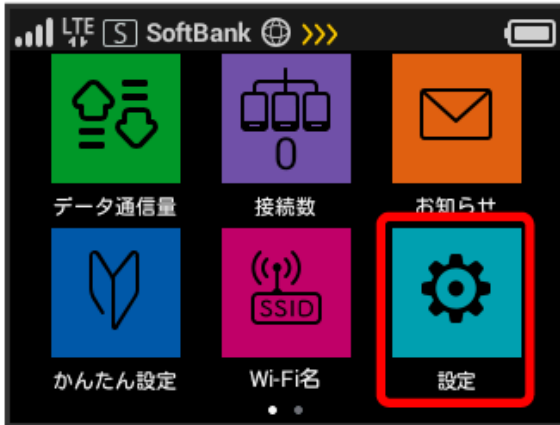 LTE S SoftBank
0
データ通信量 接続数 お知らせ
SSID
かんたん設定 Wi-Fi名 設定